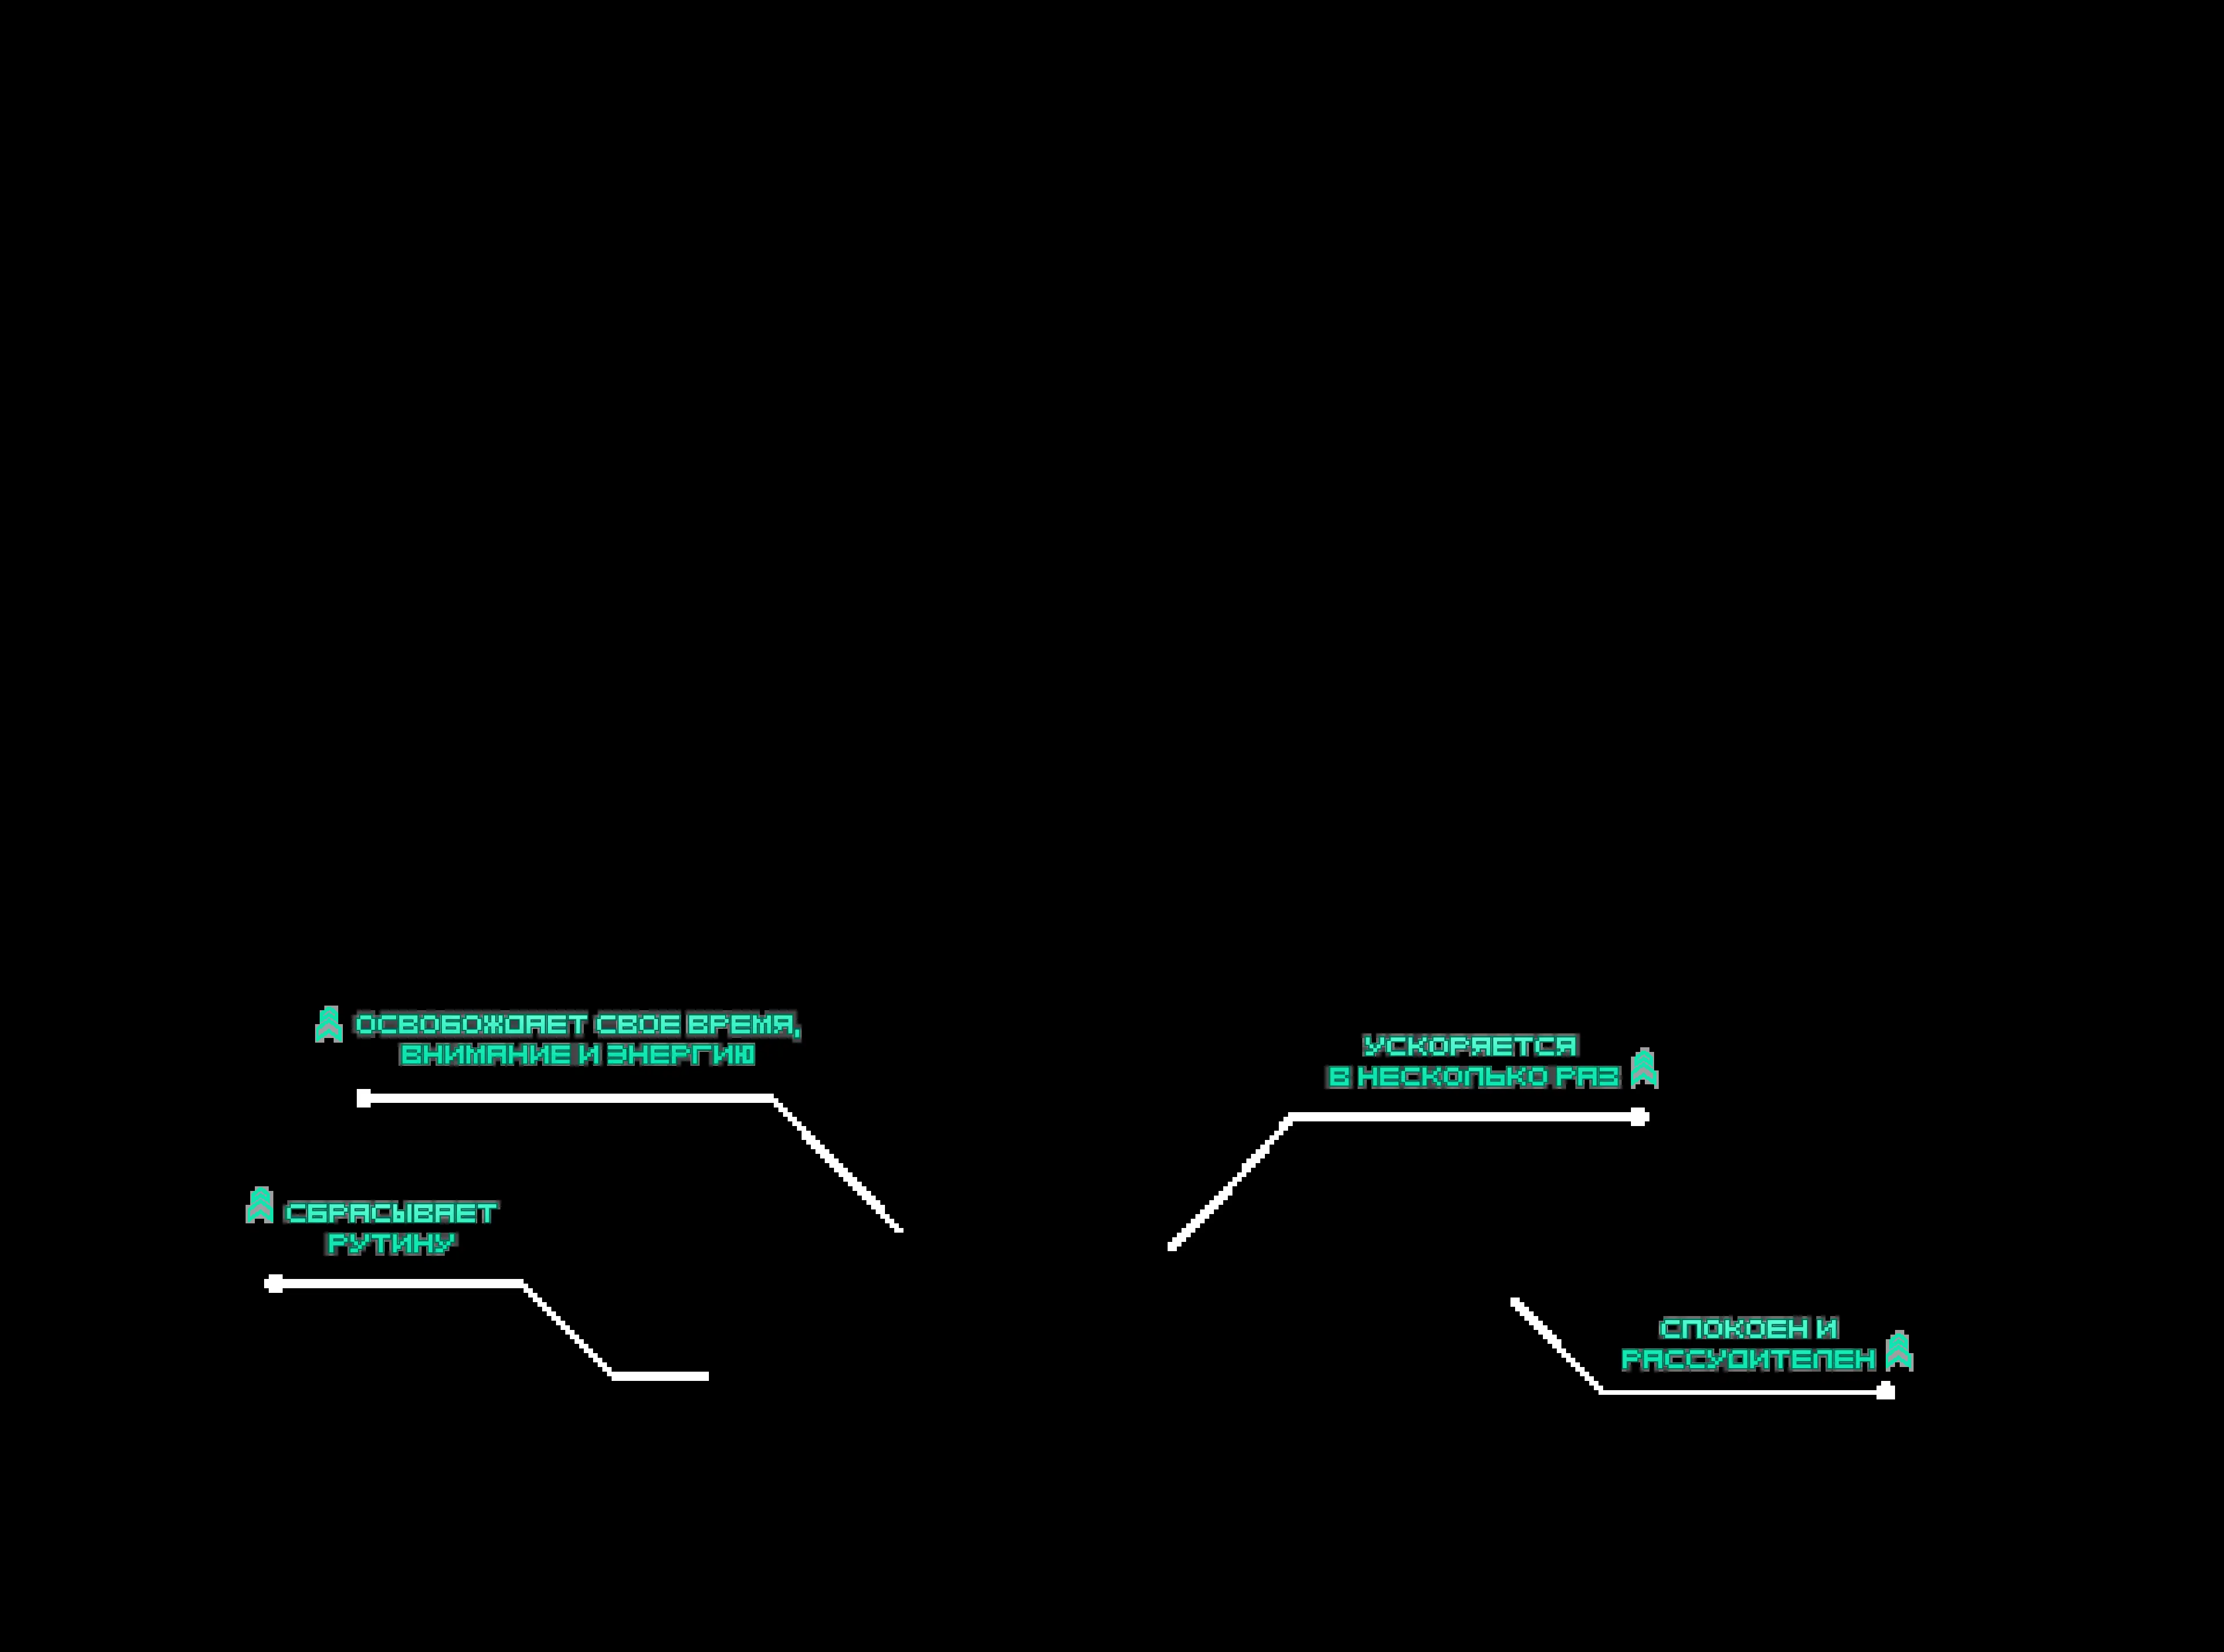 ОСВОБОЖДАЕТ СВОЕ ВРЕМЯ,
ВНИМАНИЕ И ЭНЕРГИЮ
УСКОРЯЕТСЯ
В НЕСКОЛЬКО РАЗ
СБРАСЫВАЕТ
РУТИНУ
СПОКОЕН И
РАССУДИТЕЛЕН